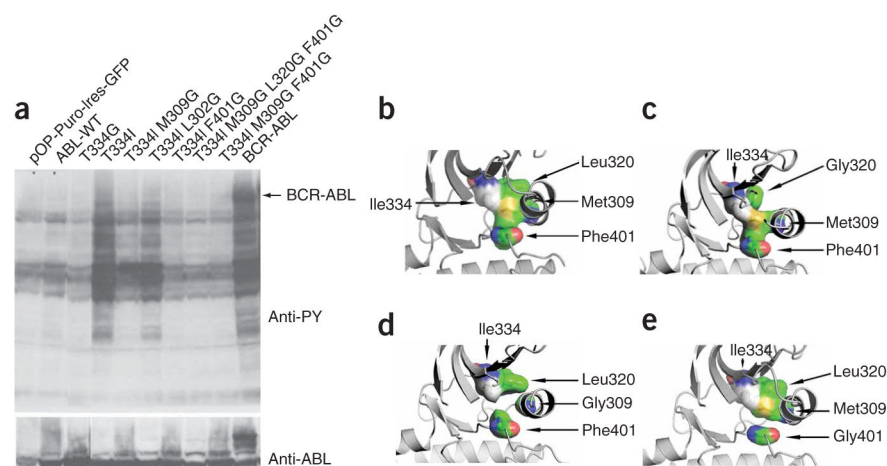 a
pOP-Puro-Ires-GFP
ABL-WT
T334G
T334I
T334I M309G
T334I L302G
T334I F401G
T334I M309G L320G F401G
T334I M309G F401G
BCR-ABL
BCR-ABL
Anti-PY
Anti-ABL
b
Leu320
Ile334
Met309
Phe401
c
Ile334
Gly320
Met309
Phe401
d
Ile334
Leu320
Gly309
Phe401
e
Ile334
Leu320
Met309
Gly401